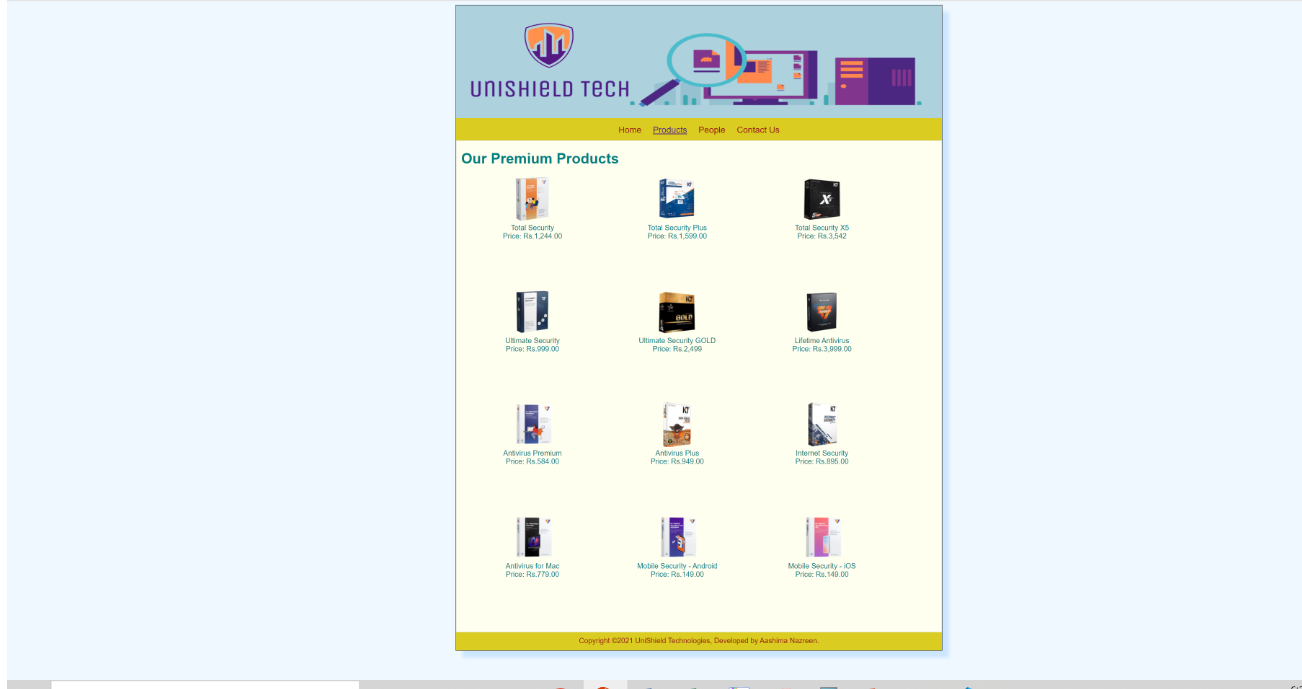 UNISHIELD TECH
Home Products People Contact Us
Our Premium Products
Total Security
Price: Rs.1,244.00
Total Security Plus
Price: Rs.1,599.00
Total Security X5
Price: Rs.3,542
Ultimate Security
Price: Rs.999.00
GOLD
Ultimate Security GOLD
Price: Rs.2,499
Lifetime Antivirus
Price: Rs.3,999.00
Antivirus Premium
Price: Rs.584.00
Antivirus Plus
Price: Rs.949.00
Internet Security
Price: Rs.895.00
Antivirus for Mac
Price: Rs.779.00
Mobile Security - Android
Price: Rs.149.00
Mobile Security - iOS
Price: Rs.149.00
Copyright ©2021 UniShield Technologies, Developed by Aashima Nazreen.